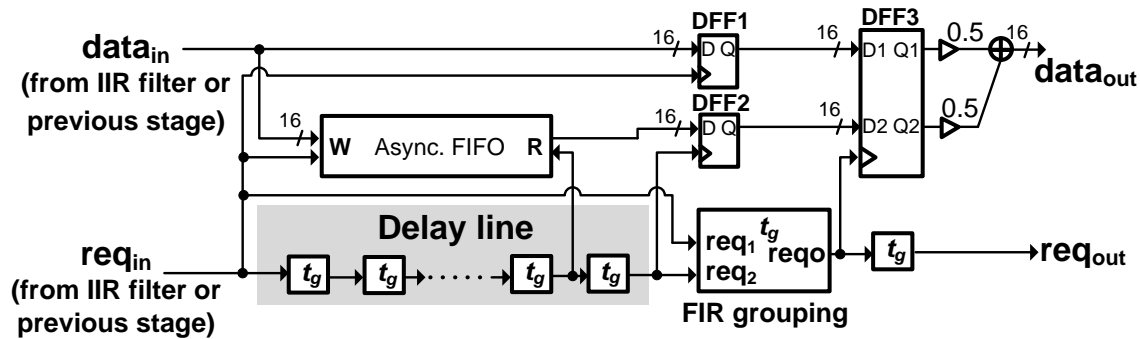 DFF1
DFF3
0.5
16
16
16
D Q
D1 Q1
data_in
data_out
(from IIR filter or
previous stage)
DFF2
0.5
16
16
16
D Q
D2 Q2
W Async. FIFO R
Delay line
t_g
req_1
reqo
req_2
req_in
t_g t_g ...... t_g t_g
t_g
req_out
(from IIR filter or
previous stage)
FIR grouping